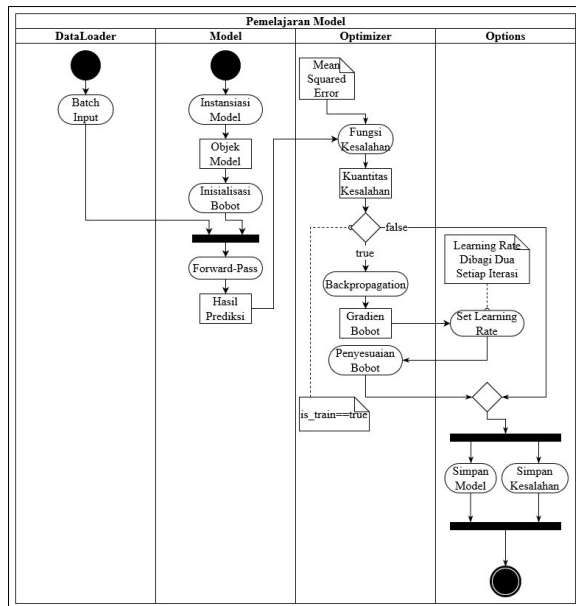 Pemelajaran Model
DataLoader
Model
Optimizer
Options
Batch
Input
Instansiasi
Model
Objek
Model
Inisialisasi
Bobot
Forward-Pass
Hasil
Prediksi
Mean
Squared
Error
Fungsi
Kesalahan
Kuantitas
Kesalahan
false
true
Backpropagation
Gradien
Bobot
Penyesuaian
Bobot
is_train==true
Learning Rate
Dibagi Dua
Setiap Iterasi
Set Learning
Rate
Simpan
Model
Simpan
Kesalahan